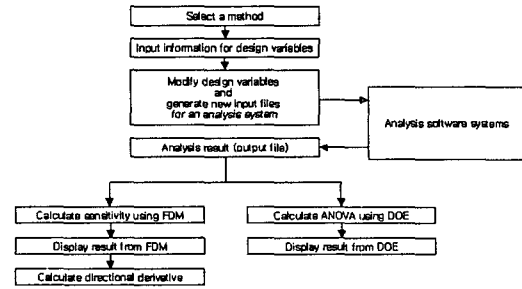 Select a method
Input information for design variables
Modify design variables
and
generate new input files
for an analysis system
Analysis software systems
Analysis result (output file)
Calculate sensitivity using FDM
Calculate ANOVA using DOE
Display result from FDM
Display result from DOE
Calculate directional derivative